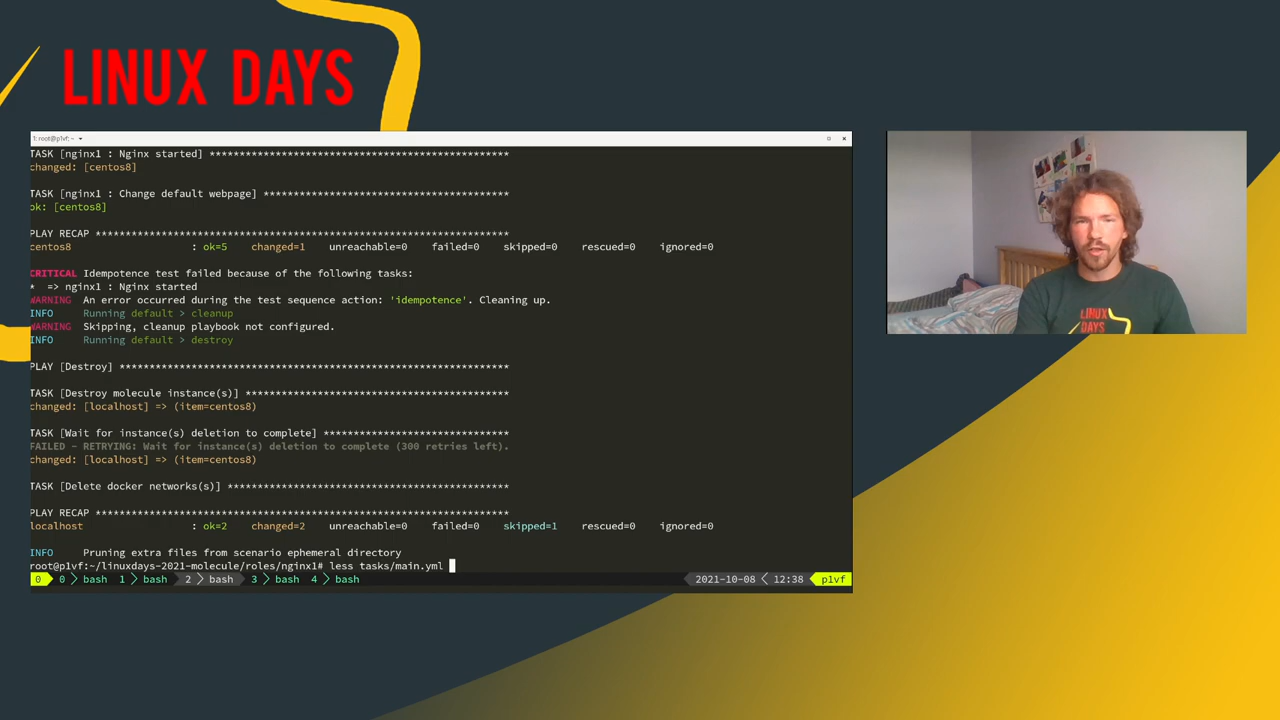 LINUX DAYS
1: root@p1vf: ~
TASK [nginx1 : Nginx started] **************************************************
changed: [centos8]
TASK [nginx1 : Change default webpage] *****************************************
ok: [centos8]
PLAY RECAP *********************************************************************
centos8 : ok=5 changed=1 unreachable=0 failed=0 skipped=0 rescued=0 ignored=0
CRITICAL Idempotence test failed because of the following tasks:
* => nginx1 : Nginx started
WARNING An error occurred during the test sequence action: 'idempotence'. Cleaning up.
INFO Running default > cleanup
WARNING Skipping, cleanup playbook not configured.
INFO Running default > destroy
PLAY [Destroy] *****************************************************************
TASK [Destroy molecule instance(s)] ********************************************
changed: [localhost] => (item=centos8)
TASK [Wait for instance(s) deletion to complete] *******************************
FAILED - RETRYING: Wait for instance(s) deletion to complete (300 retries left).
changed: [localhost] => (item=centos8)
TASK [Delete docker networks(s)] ***********************************************
PLAY RECAP *********************************************************************
localhost : ok=2 changed=2 unreachable=0 failed=0 skipped=1 rescued=0 ignored=0
INFO Pruning extra files from scenario ephemeral directory
root@p1vf:~/linuxdays-2021-molecule/roles/nginx1# less tasks/main.yml
0 0 bash 1 bash 2 bash 3 bash 4 bash 2021-10-08 12:38 p1vf
LINUX
DAYS